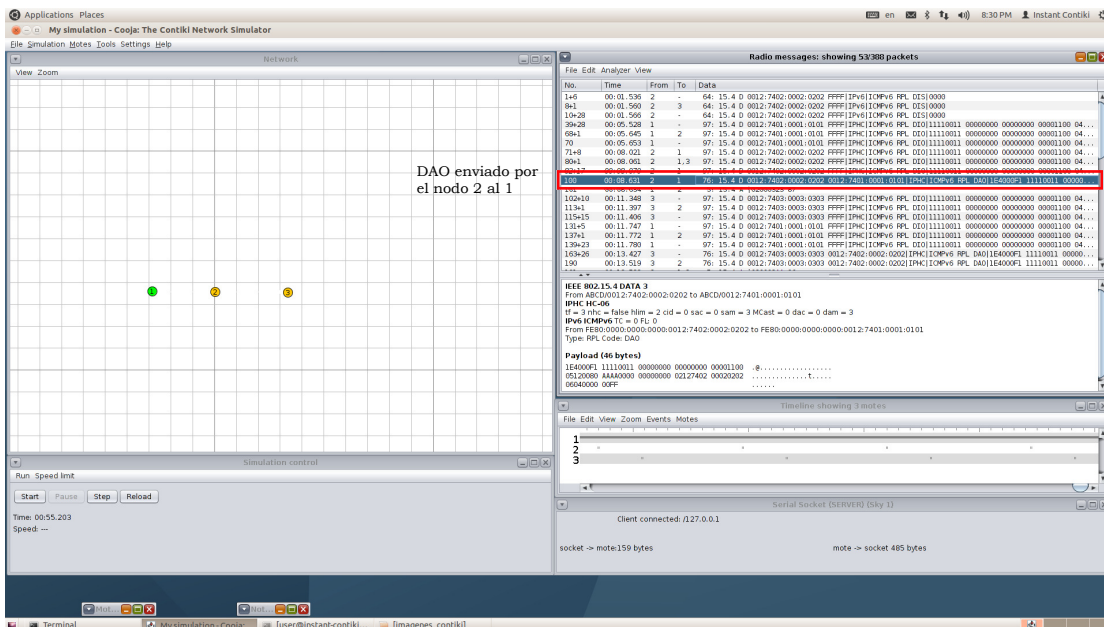 Applications Places
en
8:30 PM
Instant Contiki
My simulation - Cooja: The Contiki Network Simulator
File Simulation Motes Tools Settings Help
Network
View Zoom
1
2
3
DAO enviado por
el nodo 2 al 1
Simulation control
Run Speed limit
Start Pause Step Reload
Time: 00:55.203
Speed: ---
Radio messages: showing 53/388 packets
File Edit Analyzer View
No. Time From To Data
1+6 00:01.536 2 - 64: 15.4 D 0012:7402:0002:0202 FFFF|IPv6|ICMPv6 RPL DIS|0000
8+1 00:01.560 2 3 64: 15.4 D 0012:7402:0002:0202 FFFF|IPv6|ICMPv6 RPL DIS|0000
10+28 00:01.566 2 - 64: 15.4 D 0012:7402:0002:0202 FFFF|IPv6|ICMPv6 RPL DIS|0000
39+28 00:05.528 1 - 97: 15.4 D 0012:7401:0001:0101 FFFF|IPHC|ICMPv6 RPL DIO|11110011 00000000 00000000 00001100 04...
68+1 00:05.645 1 2 97: 15.4 D 0012:7401:0001:0101 FFFF|IPHC|ICMPv6 RPL DIO|11110011 00000000 00000000 00001100 04...
70 00:05.653 1 - 97: 15.4 D 0012:7401:0001:0101 FFFF|IPHC|ICMPv6 RPL DIO|11110011 00000000 00000000 00001100 04...
71+8 00:08.021 2 1 97: 15.4 D 0012:7402:0002:0202 FFFF|IPHC|ICMPv6 RPL DIO|11110011 00000000 00000000 00001100 04...
80+1 00:08.061 2 1,3 97: 15.4 D 0012:7402:0002:0202 FFFF|IPHC|ICMPv6 RPL DIO|11110011 00000000 00000000 00001100 04...
100 00:08.631 2 1 76: 15.4 D 0012:7402:0002:0202 0012:7401:0001:0101|IPHC|ICMPv6 RPL DAO|1E4000F1 11110011 00000...
102+10 00:11.348 3 - 97: 15.4 D 0012:7403:0003:0303 FFFF|IPHC|ICMPv6 RPL DIO|11110011 00000000 00000000 00001100 04...
113+1 00:11.397 3 2 97: 15.4 D 0012:7403:0003:0303 FFFF|IPHC|ICMPv6 RPL DIO|11110011 00000000 00000000 00001100 04...
115+15 00:11.406 3 - 97: 15.4 D 0012:7403:0003:0303 FFFF|IPHC|ICMPv6 RPL DIO|11110011 00000000 00000000 00001100 04...
131+5 00:11.747 1 - 97: 15.4 D 0012:7401:0001:0101 FFFF|IPHC|ICMPv6 RPL DIO|11110011 00000000 00000000 00001100 04...
137+1 00:11.772 1 2 97: 15.4 D 0012:7401:0001:0101 FFFF|IPHC|ICMPv6 RPL DIO|11110011 00000000 00000000 00001100 04...
139+23 00:11.780 1 - 97: 15.4 D 0012:7401:0001:0101 FFFF|IPHC|ICMPv6 RPL DIO|11110011 00000000 00000000 00001100 04...
163+26 00:13.427 3 - 76: 15.4 D 0012:7403:0003:0303 0012:7402:0002:0202|IPHC|ICMPv6 RPL DAO|1E4000F1 11110011 00000...
190 00:13.519 3 2 76: 15.4 D 0012:7403:0003:0303 0012:7402:0002:0202|IPHC|ICMPv6 RPL DAO|1E4000F1 11110011 00000...
IEEE 802.15.4 DATA 3
From ABCD/0012:7402:0002:0202 to ABCD/0012:7401:0001:0101
IPHC HC-06
tf = 3 nhc = false hlim = 2 cid = 0 sac = 0 sam = 3 MCast = 0 dac = 0 dam = 3
IPv6 ICMPv6 TC = 0 FL: 0
From FE80:0000:0000:0000:0012:7402:0002:0202 to FE80:0000:0000:0000:0012:7401:0001:0101
Type: RPL Code: DAO
Payload (46 bytes)
1E4000F1 11110011 00000000 00000000 00001100 .@..................
05120080 AAAA0000 00000000 02127402 00020202 ..............t.....
06040000 00FF ......
Timeline showing 3 motes
File Edit View Zoom Events Motes
1
2
3
Serial Socket (SERVER) (Sky 1)
Client connected: /127.0.0.1
socket -> mote:159 bytes
mote -> socket 485 bytes
Mot...
Not...
Terminal
My simulation - Cooja:
[user@instant-contiki
[imagenes_contiki]